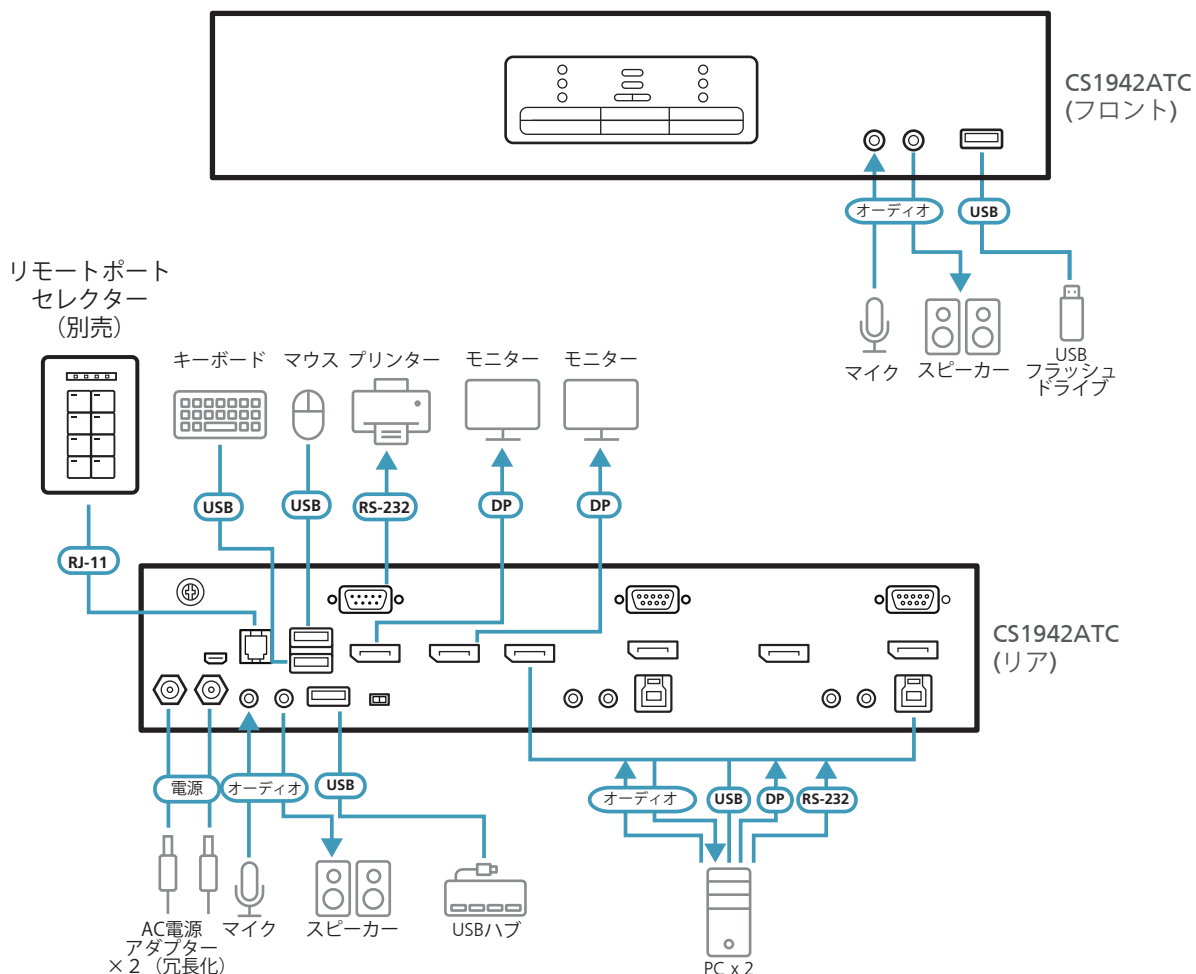 CS1942ATC
(フロント)
オーディオ
USB
マイク
スピーカー
USB
フラッシュ
ドライブ
リモートポート
セレクター
（別売）
キーボード
マウス
プリンター
モニター
モニター
USB
USB
RS-232
DP
DP
RJ-11
CS1942ATC
(リア)
電源
オーディオ
USB
オーディオ
USB
DP
RS-232
AC電源
アダプター
×２（冗長化）
マイク
スピーカー
USBハブ
PC x 2